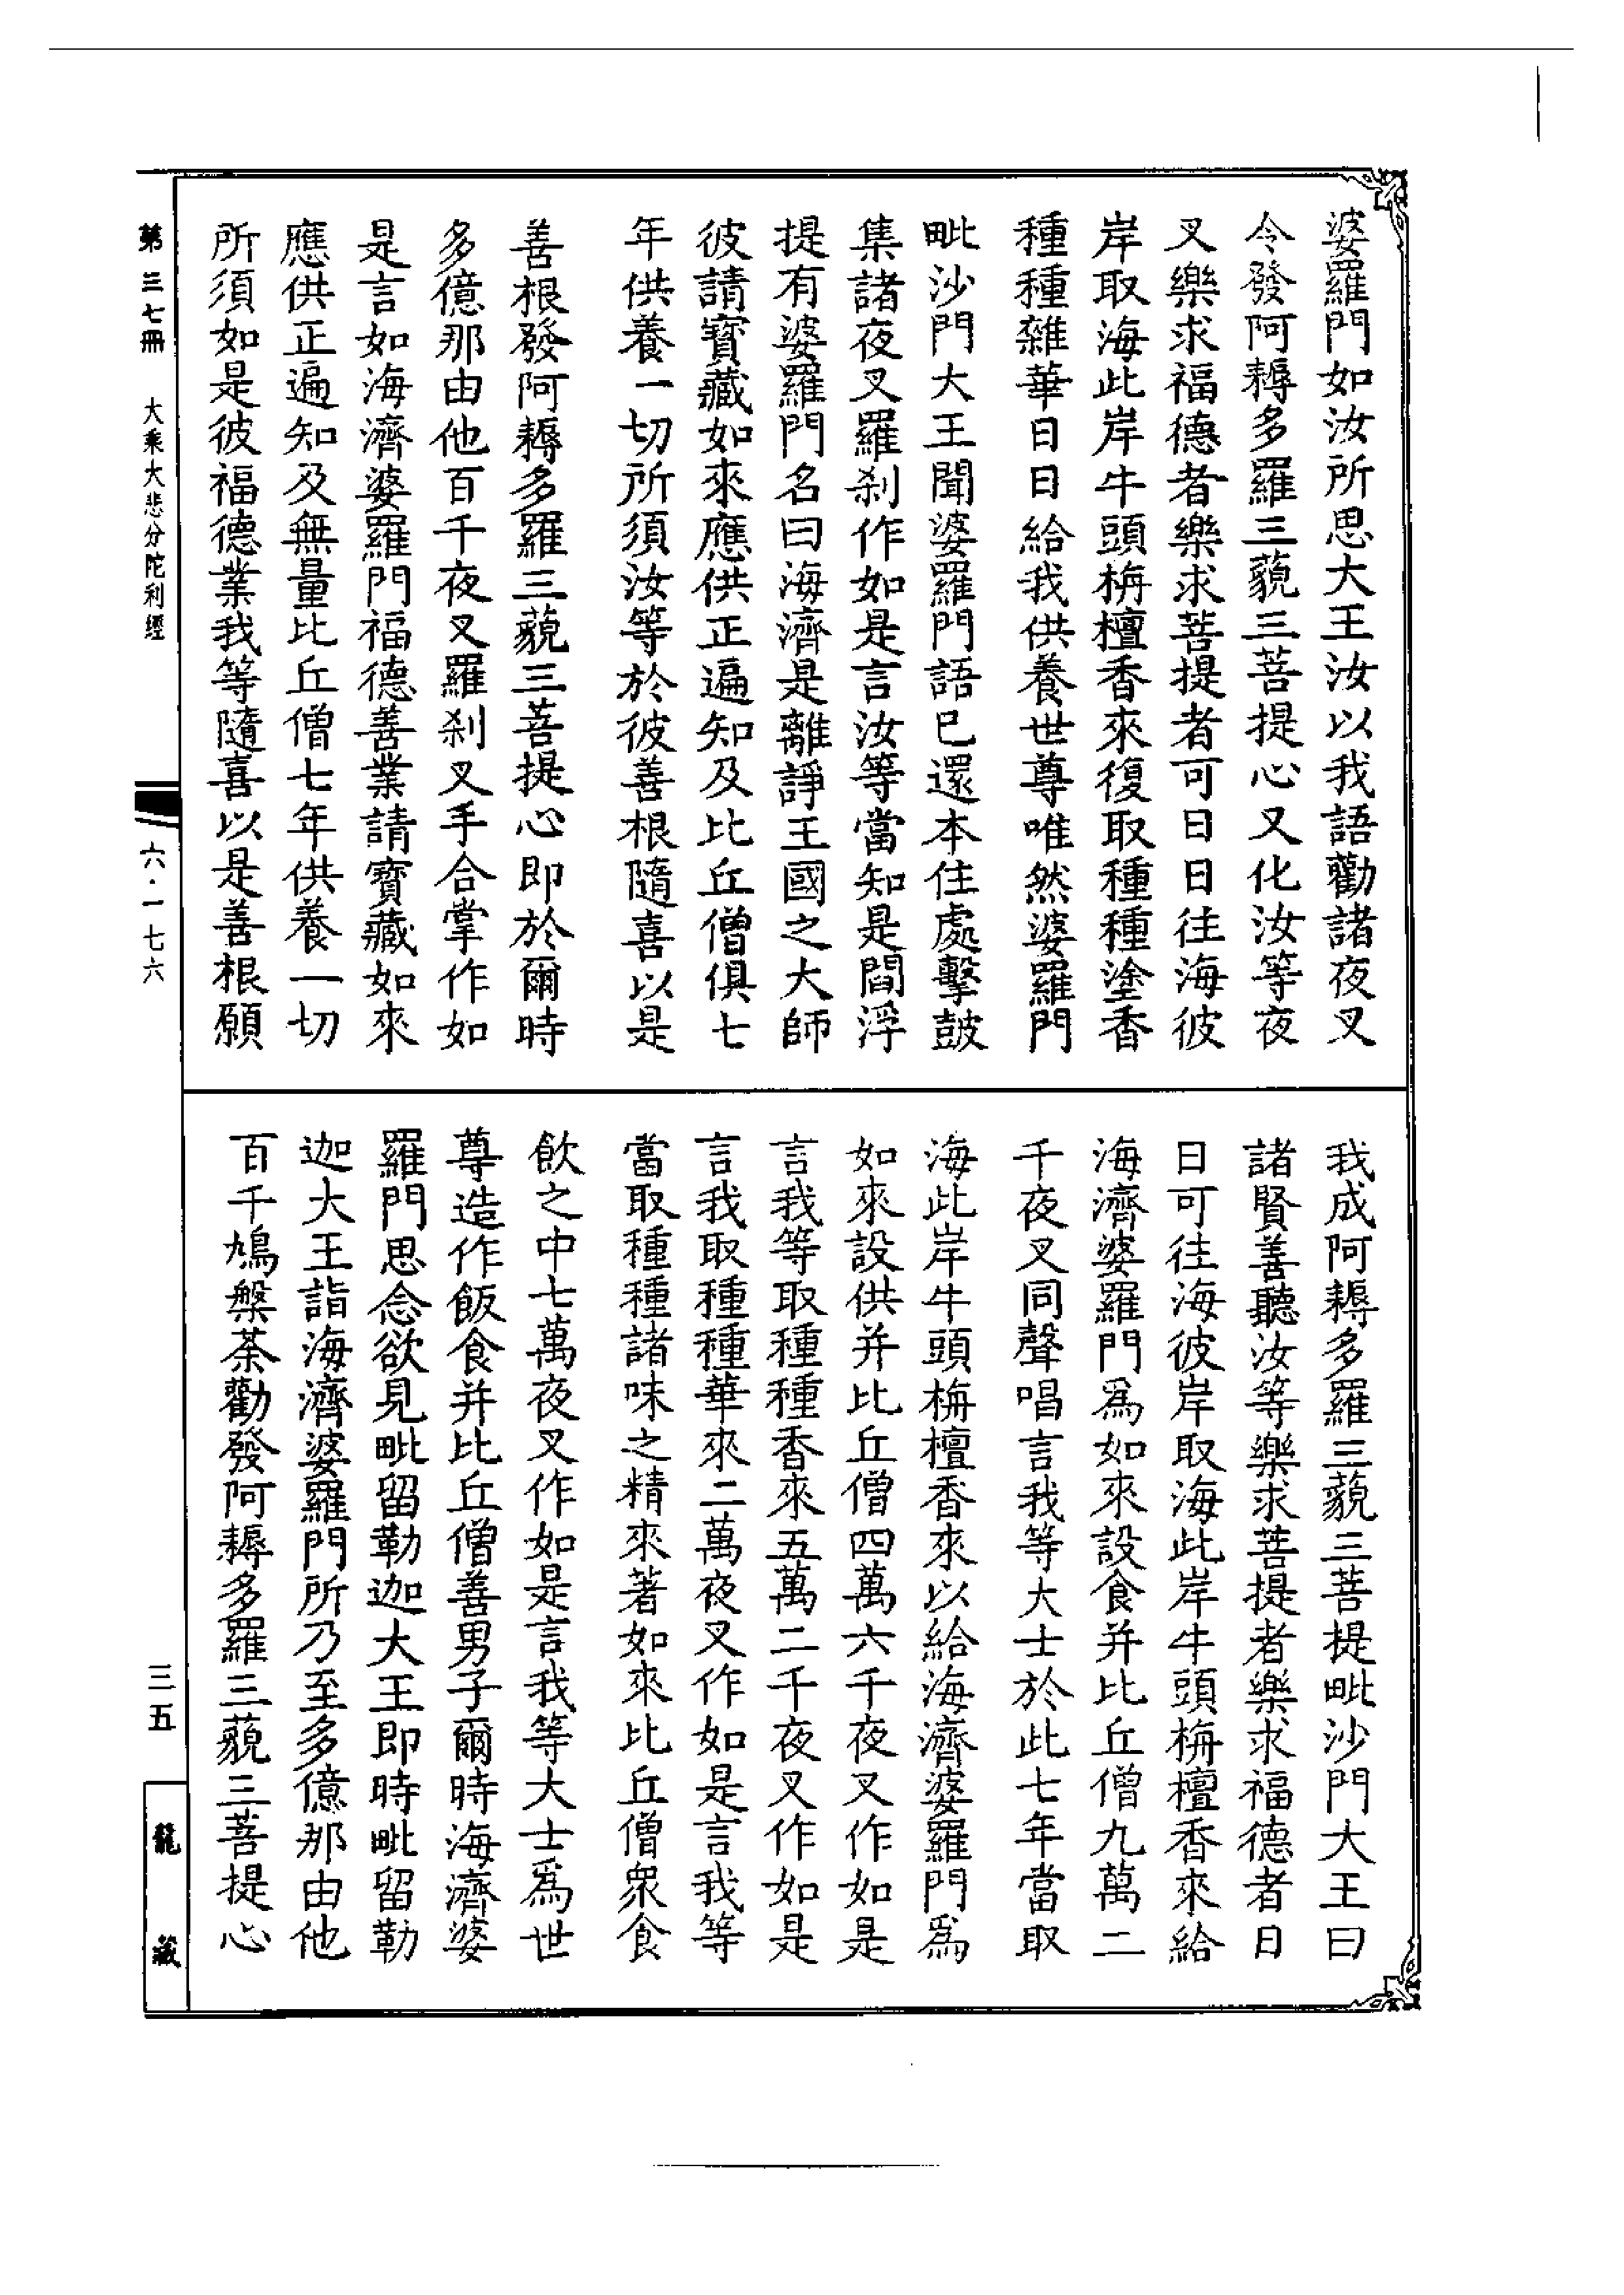 婆羅門如汝所思大王汝以我語勸諸夜叉
令發阿耨多羅三藐三菩提心又化汝等夜
叉樂求福德者樂求菩提者可日日往海彼
岸取海此岸牛頭栴檀香來復取種種塗香
種種雜華日日給我供養世尊唯然婆羅門
毗沙門大王聞婆羅門語已還本住處擊鼓
集諸夜叉羅刹作如是言汝等當知是閻浮
提有婆羅門名曰海濟是離諍王國之大師
彼請寶藏如來應供正遍知及比丘僧俱七
年供養一切所須汝等於彼善根隨喜以是
善根發阿耨多羅三藐三菩提心即於爾時
多億那由他百千夜叉羅刹叉手合掌作如
是言如海濟婆羅門福德善業請寶藏如來
應供正遍知及無量比丘僧七年供養一切
所須如是彼福德業我等隨喜以是善根願
我成阿耨多羅三藐三菩提毗沙門大王曰
諸賢善聽汝等樂求菩提者樂求福德者日
日可往海彼岸取海此岸牛頭栴檀香來給
海濟婆羅門爲如來設食并比丘僧九萬二
千夜叉同聲唱言我等大士於此七年當取
海此岸牛頭栴檀香來以給海濟婆羅門爲
如來設供并比丘僧四萬六千夜叉作如是
言我等取種種香來五萬二千夜叉作如是
言我取種種華來二萬夜叉作如是言我等
當取種種諸味之精來著如來比丘僧衆食
飲之中七萬夜叉作如是言我等大士爲世
尊造作飯食并比丘僧善男子爾時海濟婆
羅門思念欲見毗留勒迦大王即時毗留勒
迦大王詣海濟婆羅門所乃至多億那由他
百千鳩槃茶勸發阿耨多羅三藐三菩提心
第三七冊 大乘大悲分陀利經 六·一七六
三五
龍藏